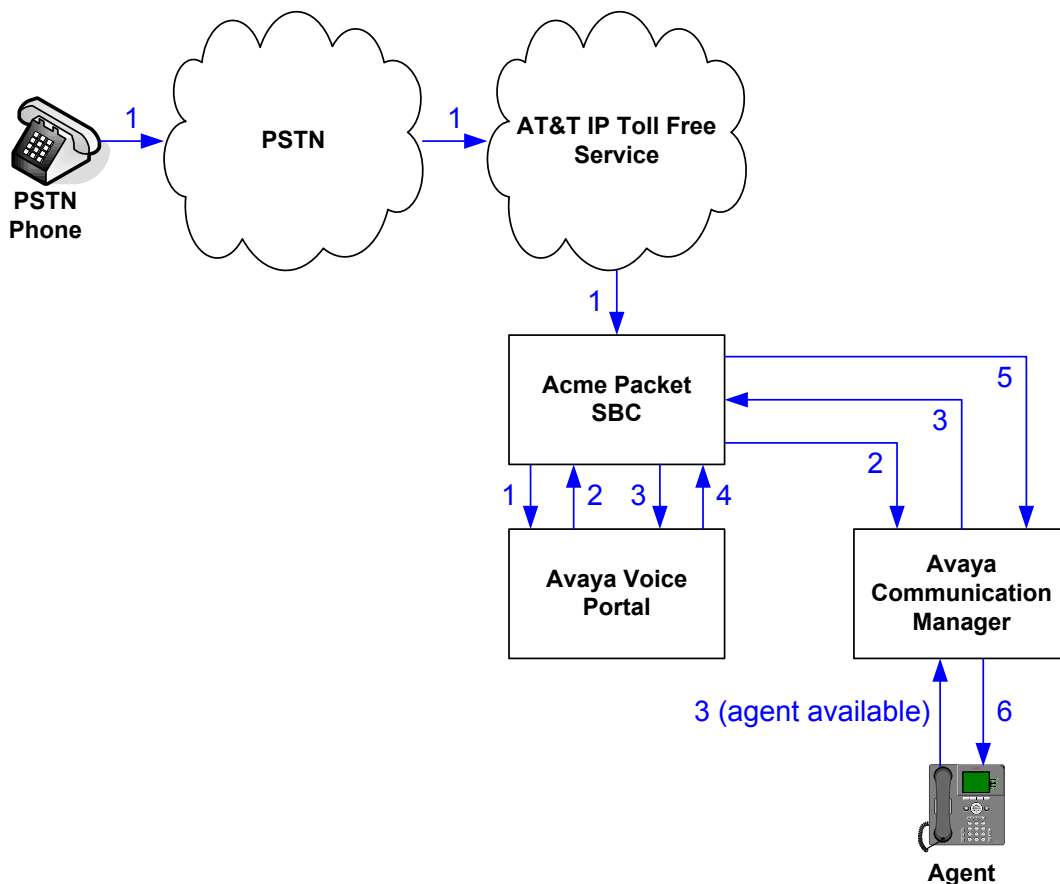 1
1
PSTN
AT&T IP Toll Free
Service
PSTN
Phone
1
Acme Packet
SBC
5
3
2
1
2
3
4
Avaya Voice
Portal
Avaya
Communication
Manager
3 (agent available)
6
Agent